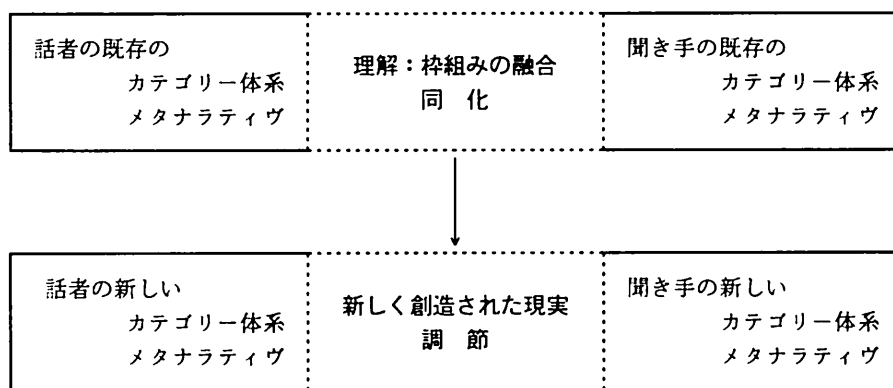 話者の既存の
カテゴリー体系
メタナラティヴ
理解：枠組みの融合
同 化
聞き手の既存の
カテゴリー体系
メタナラティヴ
話者の新しい
カテゴリー体系
メタナラティヴ
新しく創造された現実
調 節
聞き手の新しい
カテゴリー体系
メタナラティヴ